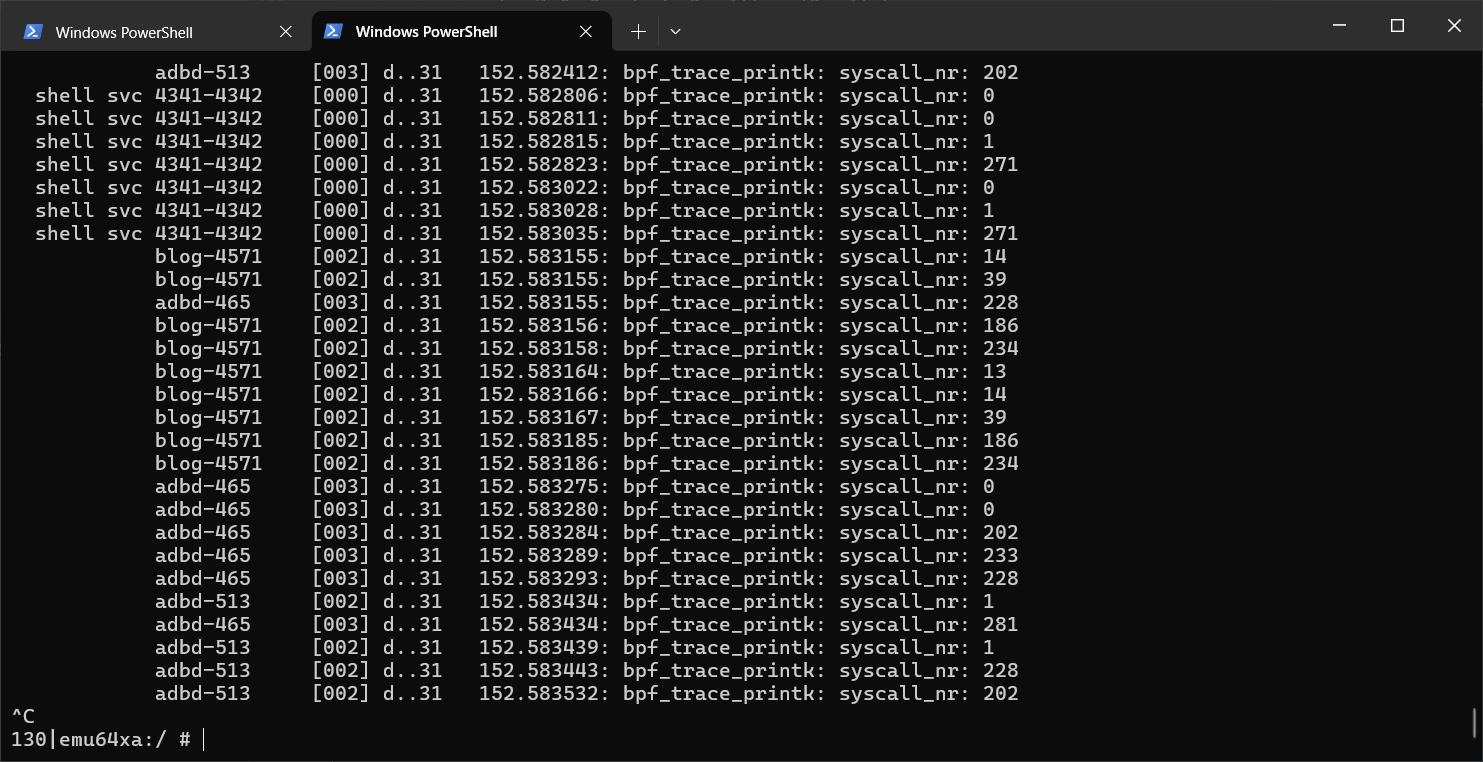 Windows PowerShell
Windows PowerShell
adbd-513 [003] d..31 152.582412: bpf_trace_printk: syscall_nr: 202
shell svc 4341-4342 [000] d..31 152.582806: bpf_trace_printk: syscall_nr: 0
shell svc 4341-4342 [000] d..31 152.582811: bpf_trace_printk: syscall_nr: 0
shell svc 4341-4342 [000] d..31 152.582815: bpf_trace_printk: syscall_nr: 1
shell svc 4341-4342 [000] d..31 152.582823: bpf_trace_printk: syscall_nr: 271
shell svc 4341-4342 [000] d..31 152.583022: bpf_trace_printk: syscall_nr: 0
shell svc 4341-4342 [000] d..31 152.583028: bpf_trace_printk: syscall_nr: 1
shell svc 4341-4342 [000] d..31 152.583035: bpf_trace_printk: syscall_nr: 271
blog-4571 [002] d..31 152.583155: bpf_trace_printk: syscall_nr: 14
blog-4571 [002] d..31 152.583155: bpf_trace_printk: syscall_nr: 39
adbd-465 [003] d..31 152.583155: bpf_trace_printk: syscall_nr: 228
blog-4571 [002] d..31 152.583156: bpf_trace_printk: syscall_nr: 186
blog-4571 [002] d..31 152.583158: bpf_trace_printk: syscall_nr: 234
blog-4571 [002] d..31 152.583164: bpf_trace_printk: syscall_nr: 13
blog-4571 [002] d..31 152.583166: bpf_trace_printk: syscall_nr: 14
blog-4571 [002] d..31 152.583167: bpf_trace_printk: syscall_nr: 39
blog-4571 [002] d..31 152.583185: bpf_trace_printk: syscall_nr: 186
blog-4571 [002] d..31 152.583186: bpf_trace_printk: syscall_nr: 234
adbd-465 [003] d..31 152.583275: bpf_trace_printk: syscall_nr: 0
adbd-465 [003] d..31 152.583280: bpf_trace_printk: syscall_nr: 0
adbd-465 [003] d..31 152.583284: bpf_trace_printk: syscall_nr: 202
adbd-465 [003] d..31 152.583289: bpf_trace_printk: syscall_nr: 233
adbd-465 [003] d..31 152.583293: bpf_trace_printk: syscall_nr: 228
adbd-513 [002] d..31 152.583434: bpf_trace_printk: syscall_nr: 1
adbd-465 [003] d..31 152.583434: bpf_trace_printk: syscall_nr: 281
adbd-513 [002] d..31 152.583439: bpf_trace_printk: syscall_nr: 1
adbd-513 [002] d..31 152.583443: bpf_trace_printk: syscall_nr: 228
adbd-513 [002] d..31 152.583532: bpf_trace_printk: syscall_nr: 202
^C
130|emu64xa:/ #